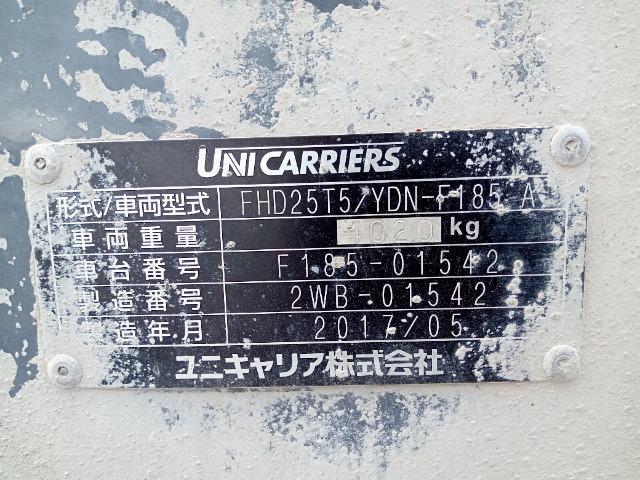 UNICARRIERS
形式/車両型式 FHD25T5/YDN-F185 A
車両重量 4020 kg
車台番号 F185-01542
製造番号 2WB-01542
製造年月 2017/05
ユニキャリア株式会社